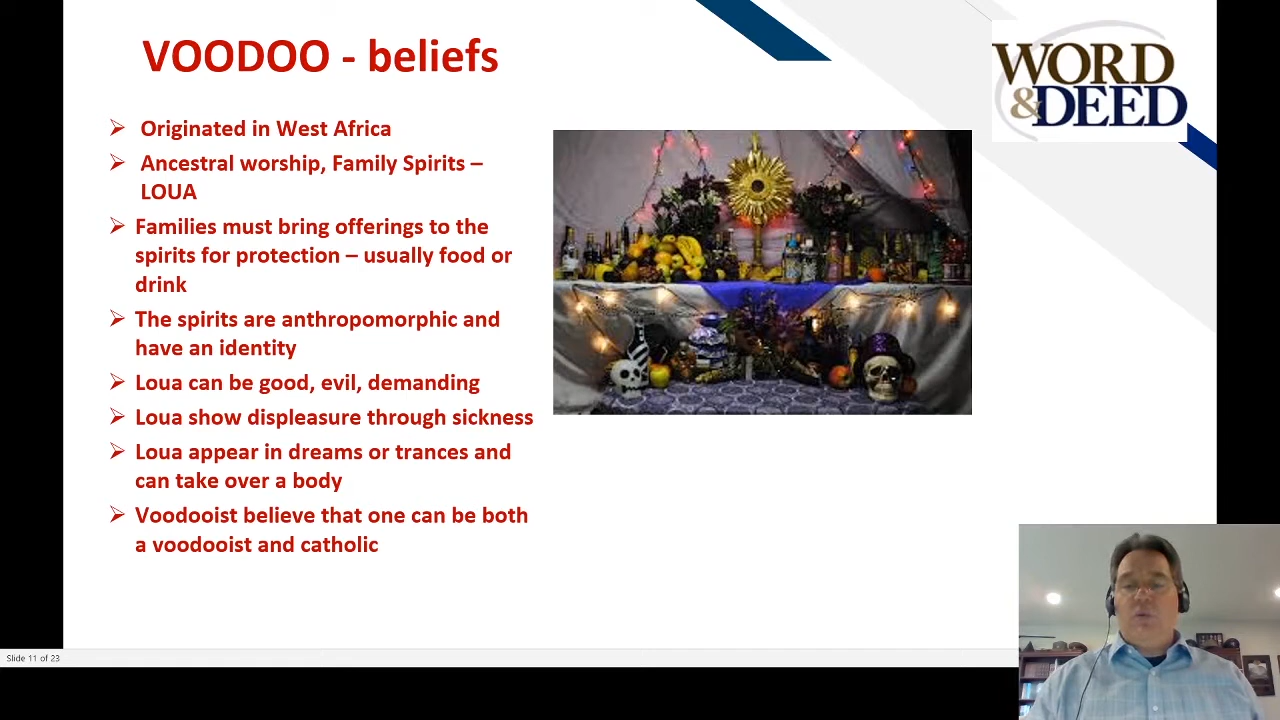 VOODOO - beliefs
WORD
&DEED
Originated in West Africa
Ancestral worship, Family Spirits –
LOUA
Families must bring offerings to the
spirits for protection – usually food or
drink
The spirits are anthropomorphic and
have an identity
Loua can be good, evil, demanding
Loua show displeasure through sickness
Loua appear in dreams or trances and
can take over a body
Voodooist believe that one can be both
a voodooist and catholic
Slide 11 of 23